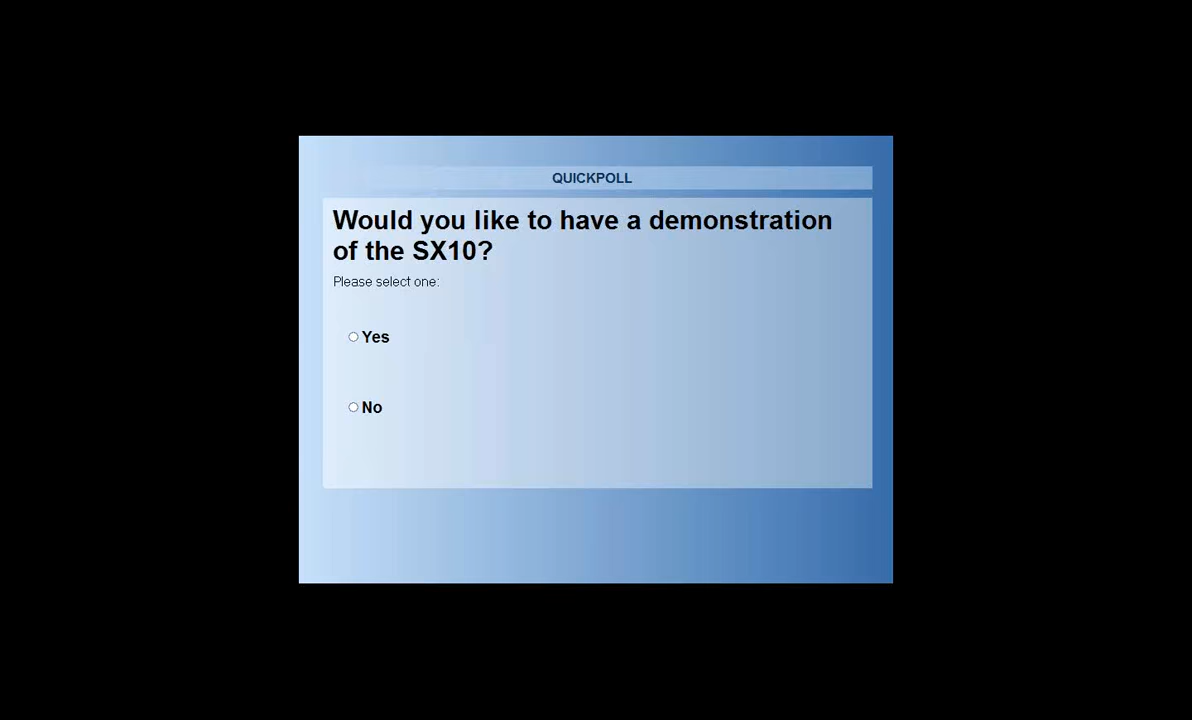 QUICKPOLL
Would you like to have a demonstration
of the SX10?
Please select one:
Yes
No